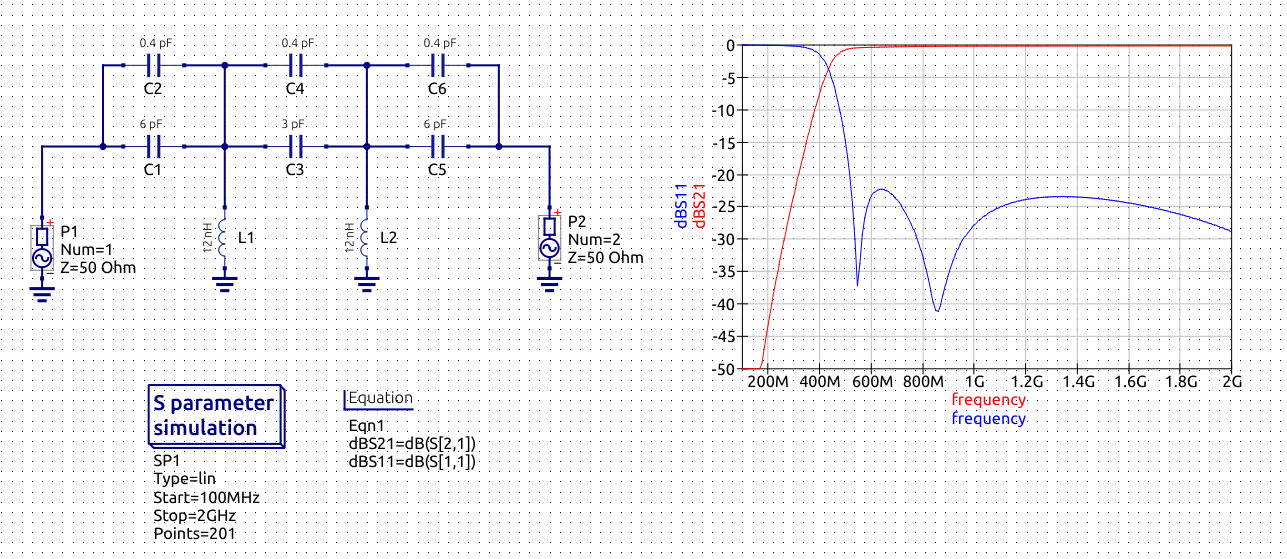 0.4 pF
C2
0.4 pF
C4
0.4 pF
C6
6 pF
C1
3 pF
C3
6 pF
C5
+
P1
Num=1
Z=50 Ohm
−
12 nH
L1
12 nH
L2
+
P2
Num=2
Z=50 Ohm
−
S parameter
simulation
SP1
Type=lin
Start=100MHz
Stop=2GHz
Points=201
Equation
Eqn1
dBS21=dB(S[2,1])
dBS11=dB(S[1,1])
dBS11
dBS21
0
-5
-10
-15
-20
-25
-30
-35
-40
-45
-50
200M 400M 600M 800M 1G 1.2G 1.4G 1.6G 1.8G 2G
frequency
frequency